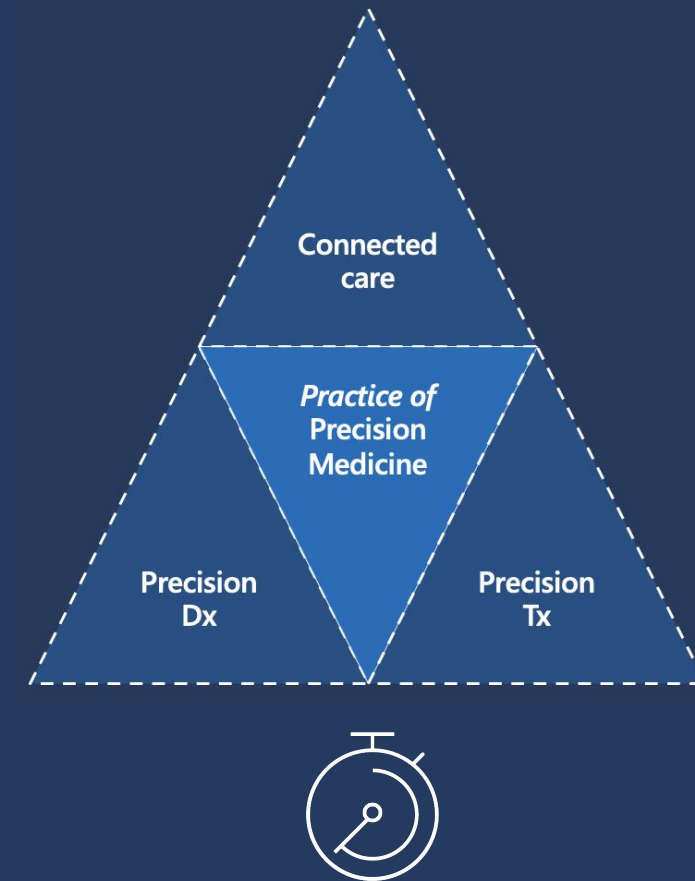 Connected
care
Practice of
Precision
Medicine
Precision
Dx
Precision
Tx